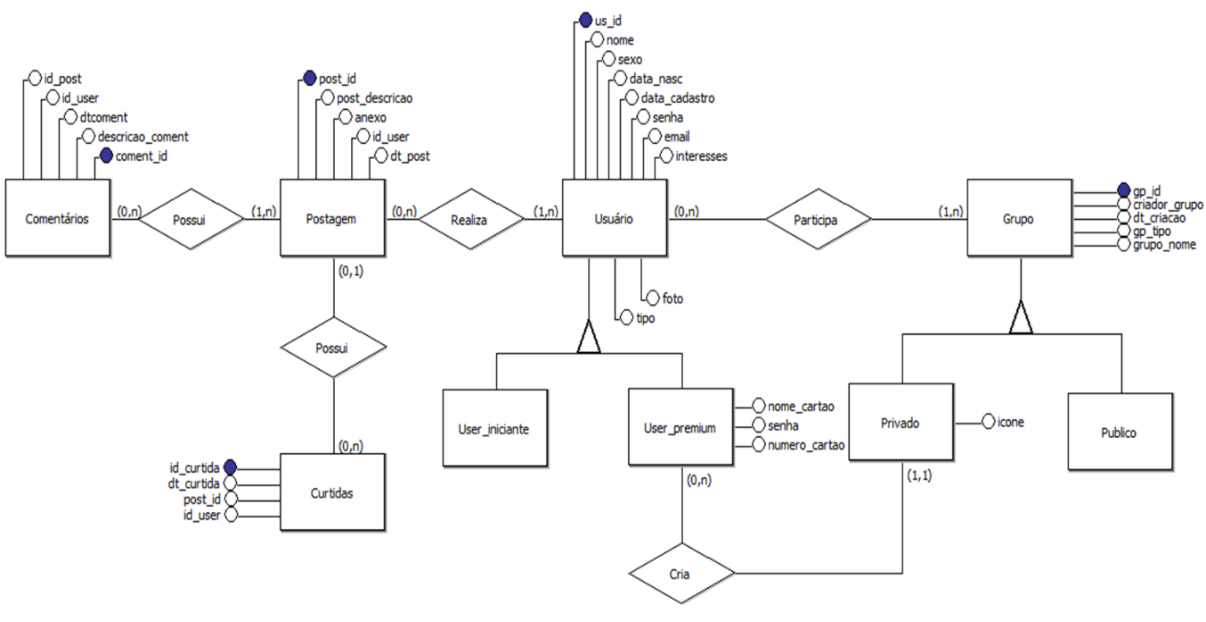 us_id
nome
sexo
data_nasc
data_cadastro
senha
email
interesses
id_post
id_user
dtcoment
descricao_coment
coment_id
post_id
post_descricao
anexo
id_user
dt_post
Comentários
(0,n)
Possui
(1,n)
Postagem
(0,n)
Realiza
(1,n)
Usuário
(0,n)
Participa
(1,n)
Grupo
gp_id
criador_grupo
dt_criacao
gp_tipo
grupo_nome
(0,1)
foto
tipo
Possui
User_iniciante
User_premium
nome_cartao
senha
numero_cartao
Privado
icone
Publico
(0,n)
id_curtida
dt_curtida
post_id
id_user
Curtidas
(0,n)
(1,1)
Cria